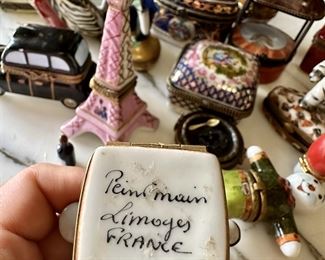 Peint main
Limoges
FRANCE